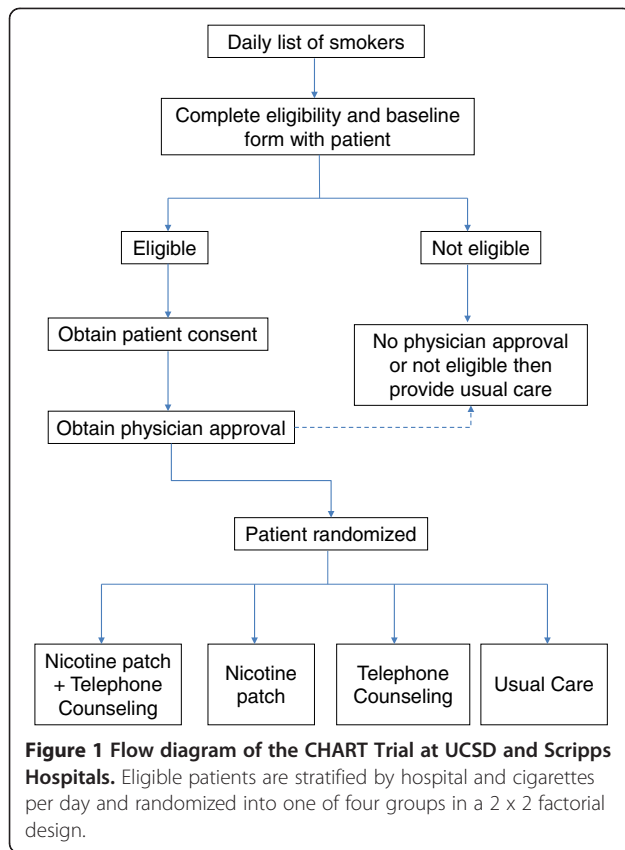 Daily list of smokers
Complete eligibility and baseline
form with patient
Eligible
Not eligible
Obtain patient consent
No physician approval
or not eligible then
provide usual care
Obtain physician approval
Patient randomized
Nicotine patch
+ Telephone
Counseling
Nicotine
patch
Telephone
Counseling
Usual Care
Figure 1 Flow diagram of the CHART Trial at UCSD and Scripps
Hospitals. Eligible patients are stratified by hospital and cigarettes
per day and randomized into one of four groups in a 2 x 2 factorial
design.